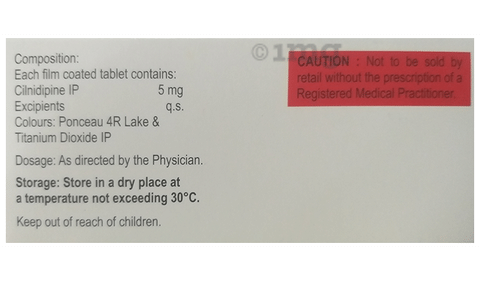 ©1mg
Composition:
Each film coated tablet contains:
Cilnidipine IP 5 mg
Excipients q.s.
Colours: Ponceau 4R Lake &
Titanium Dioxide IP
Dosage: As directed by the Physician.
Storage: Store in a dry place at
a temperature not exceeding 30°C.
Keep out of reach of children.
CAUTION : Not to be sold by
retail without the prescription of a
Registered Medical Practitioner.